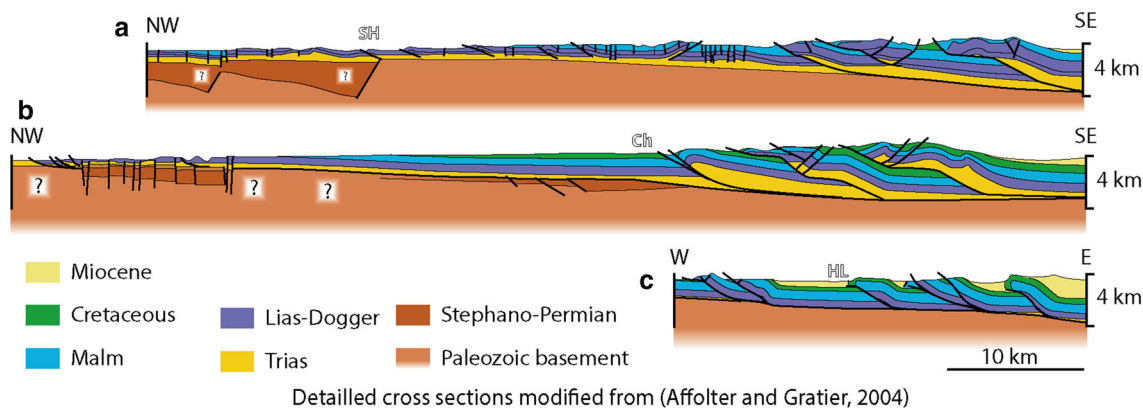 a
NW
SH
SE
?
?
4 km
b
NW
Ch
SE
?
?
?
4 km
Miocene
Cretaceous
Malm
Lias-Dogger
Trias
Stephano-Permian
Paleozoic basement
c
W
HL
E
4 km
10 km
Detailled cross sections modified from (Affolter and Gratier, 2004)